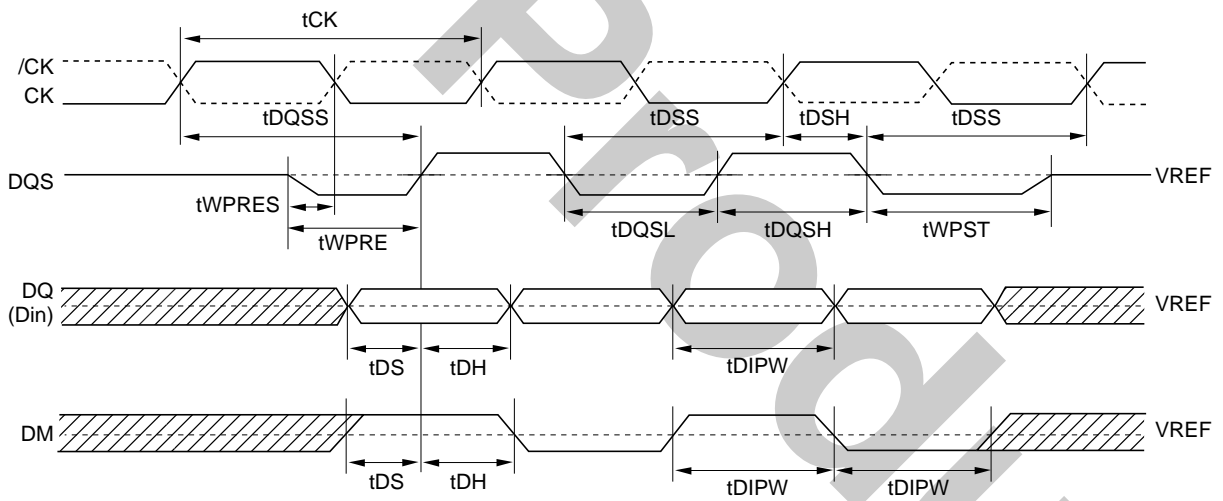 tCK
/CK
CK
tDQSS
tDSS
tDSH
tDSS
DQS
VREF
tWPRES
tDQSL
tDQSH
tWPST
tWPRE
DQ
(Din)
VREF
tDS
tDH
tDIPW
DM
VREF
tDS
tDH
tDIPW
tDIPW